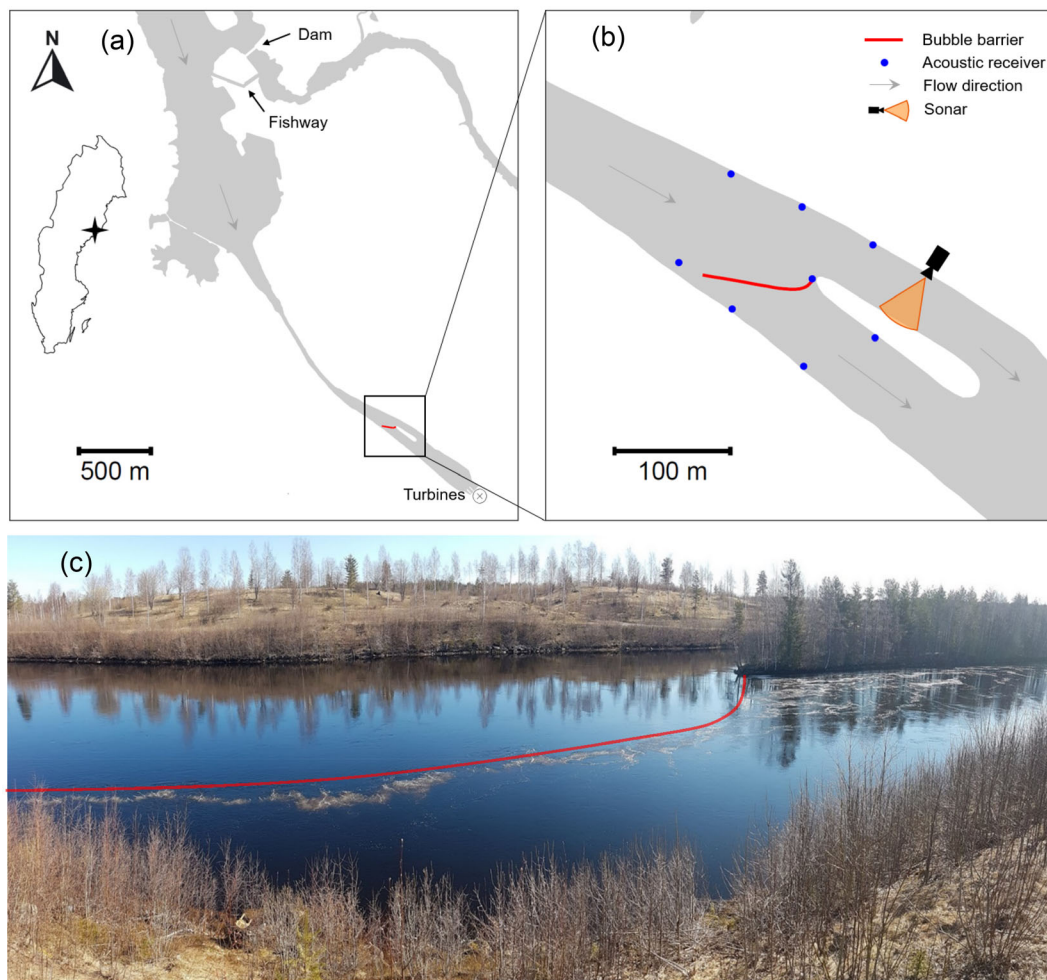 (a)
N
Dam
Fishway
500 m
Turbines
(b)
Bubble barrier
Acoustic receiver
Flow direction
Sonar
100 m
(c)